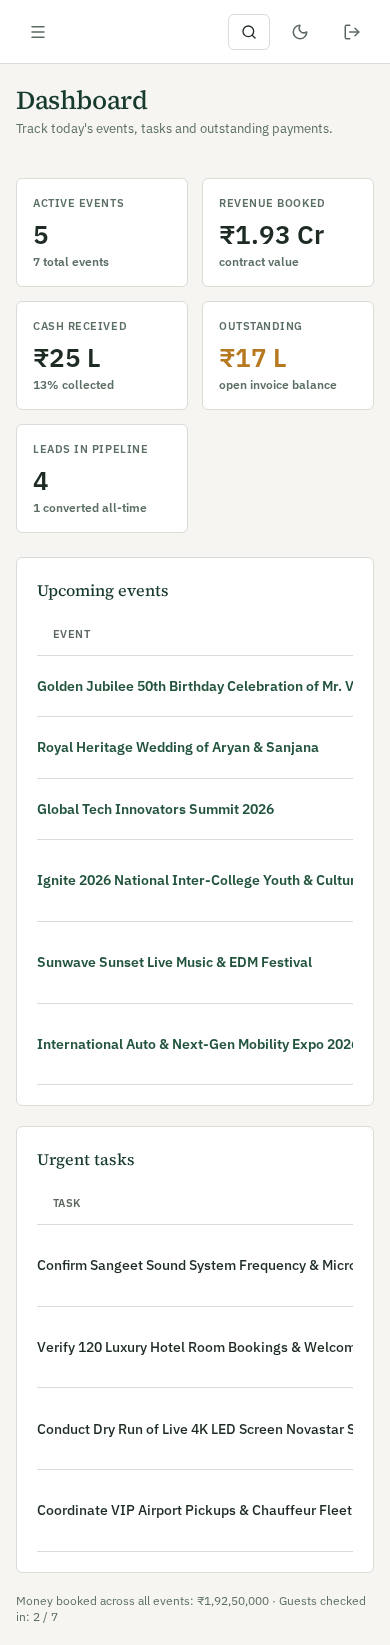 Dashboard
Track today's events, tasks and outstanding payments.
ACTIVE EVENTS
5
7 total events
REVENUE BOOKED
₹1.93 Cr
contract value
CASH RECEIVED
₹25 L
13% collected
OUTSTANDING
₹17 L
open invoice balance
LEADS IN PIPELINE
4
1 converted all-time
Upcoming events
EVENT
Golden Jubilee 50th Birthday Celebration of Mr. V
Royal Heritage Wedding of Aryan & Sanjana
Global Tech Innovators Summit 2026
Ignite 2026 National Inter-College Youth & Cultur
Sunwave Sunset Live Music & EDM Festival
International Auto & Next-Gen Mobility Expo 2026
Urgent tasks
TASK
Confirm Sangeet Sound System Frequency & Micro
Verify 120 Luxury Hotel Room Bookings & Welcom
Conduct Dry Run of Live 4K LED Screen Novastar S
Coordinate VIP Airport Pickups & Chauffeur Fleet
Money booked across all events: ₹1,92,50,000 · Guests checked
in: 2 / 7